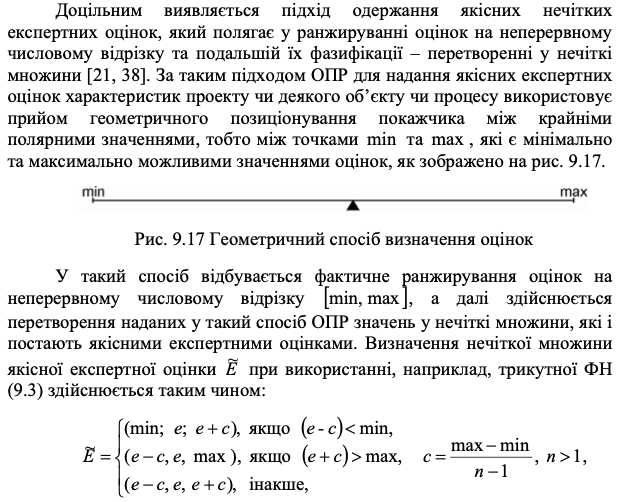 Доцільним виявляється підхід одержання якісних нечітких
експертних оцінок, який полягає у ранжируванні оцінок на неперервному
числовому відрізку та подальшій їх фазифікації – перетворенні у нечіткі
множини [21, 38]. За таким підходом ОПР для надання якісних експертних
оцінок характеристик проекту чи деякого об’єкту чи процесу використовує
прийом геометричного позиціонування покажчика між крайніми
полярними значеннями, тобто між точками min та max , які є мінімально
та максимально можливими значеннями оцінок, як зображено на рис. 9.17.
min max
Рис. 9.17 Геометричний спосіб визначення оцінок
У такий спосіб відбувається фактичне ранжирування оцінок на
неперервному числовому відрізку [min, max], а далі здійснюється
перетворення наданих у такий спосіб ОПР значень у нечіткі множини, які і
постають якісними експертними оцінками. Визначення нечіткої множини
якісної експертної оцінки Ẽ при використанні, наприклад, трикутної ФН
(9.3) здійснюється таким чином:
(min; e; e + c), якщо (e - c) < min,
Ẽ = { (e − c, e, max ), якщо (e + c) > max, c = (max − min) / (n − 1) , n > 1,
(e − c, e, e + c), інакше,